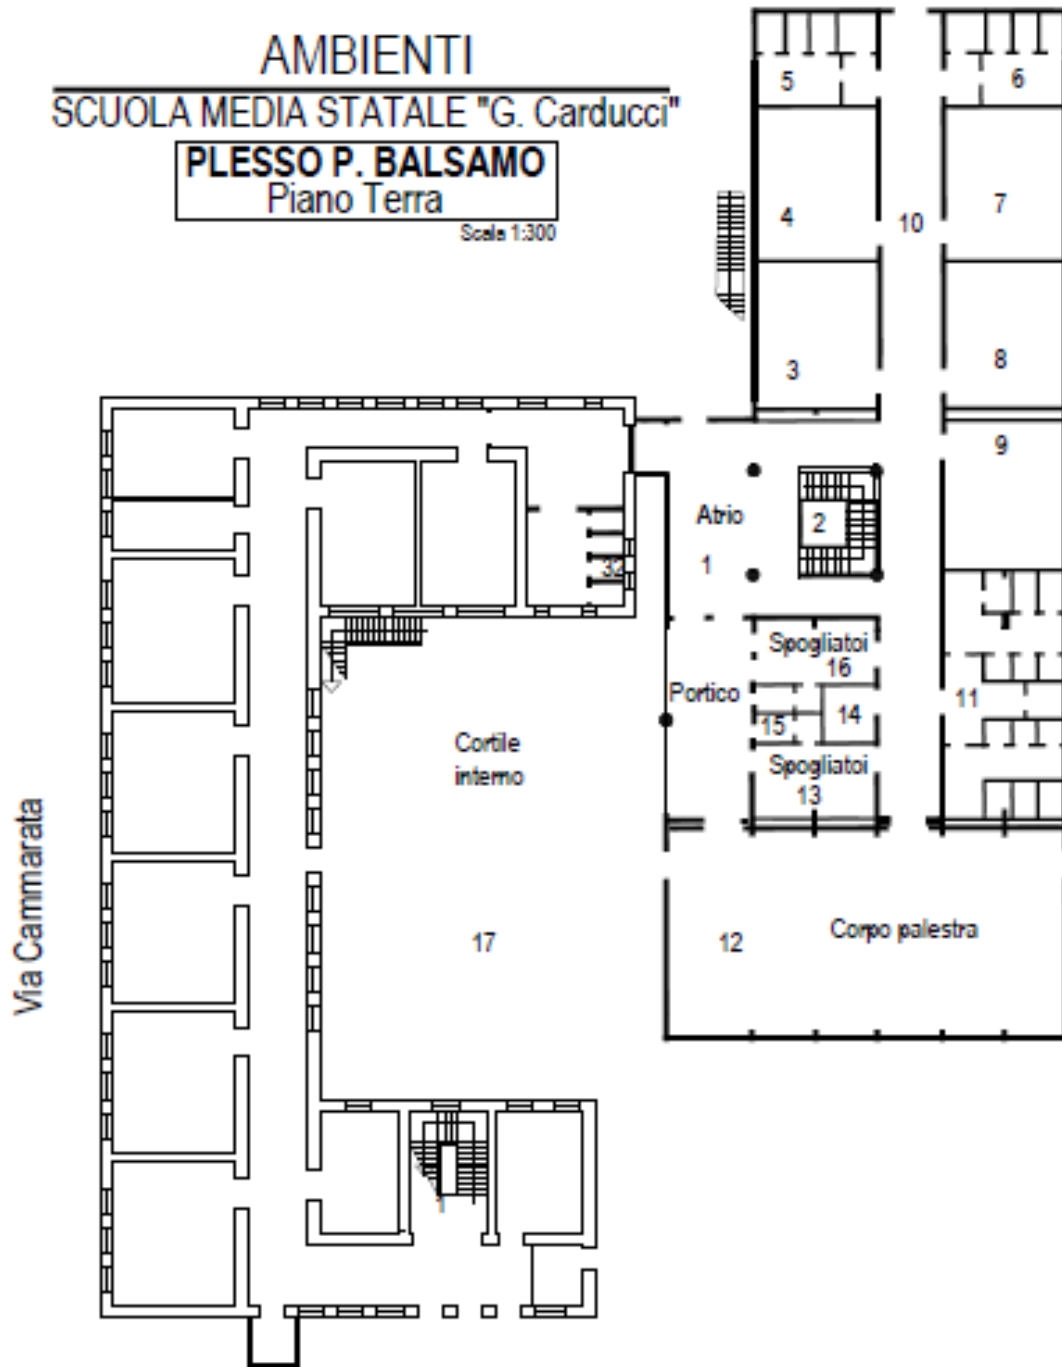 AMBIENTI
SCUOLA MEDIA STATALE "G. Carducci"
PLESSO P. BALSAMO
Piano Terra
Scala 1:300
5
6
4
10
7
3
8
9
Atrio
2
1
32
Spogliatoi
16
Portico
11
15
14
Cortile
interno
Spogliatoi
13
Via Cammarata
17
12
Corpo palestra
1